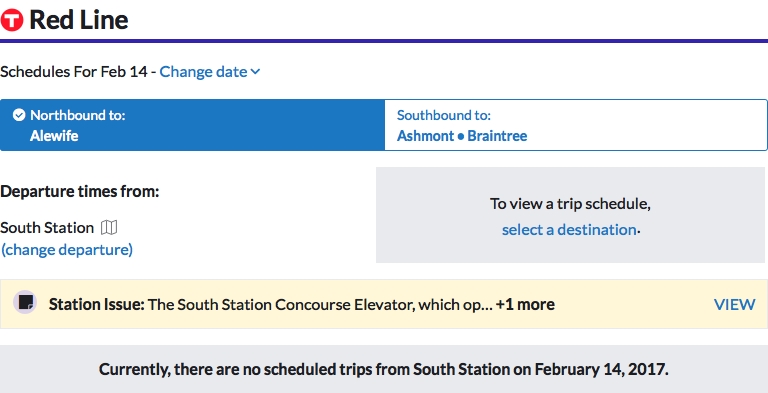 T Red Line
Schedules For Feb 14 - Change date
Northbound to:
Alewife
Southbound to:
Ashmont • Braintree
Departure times from:
South Station
(change departure)
To view a trip schedule,
select a destination.
Station Issue: The South Station Concourse Elevator, which op... +1 more
VIEW
Currently, there are no scheduled trips from South Station on February 14, 2017.